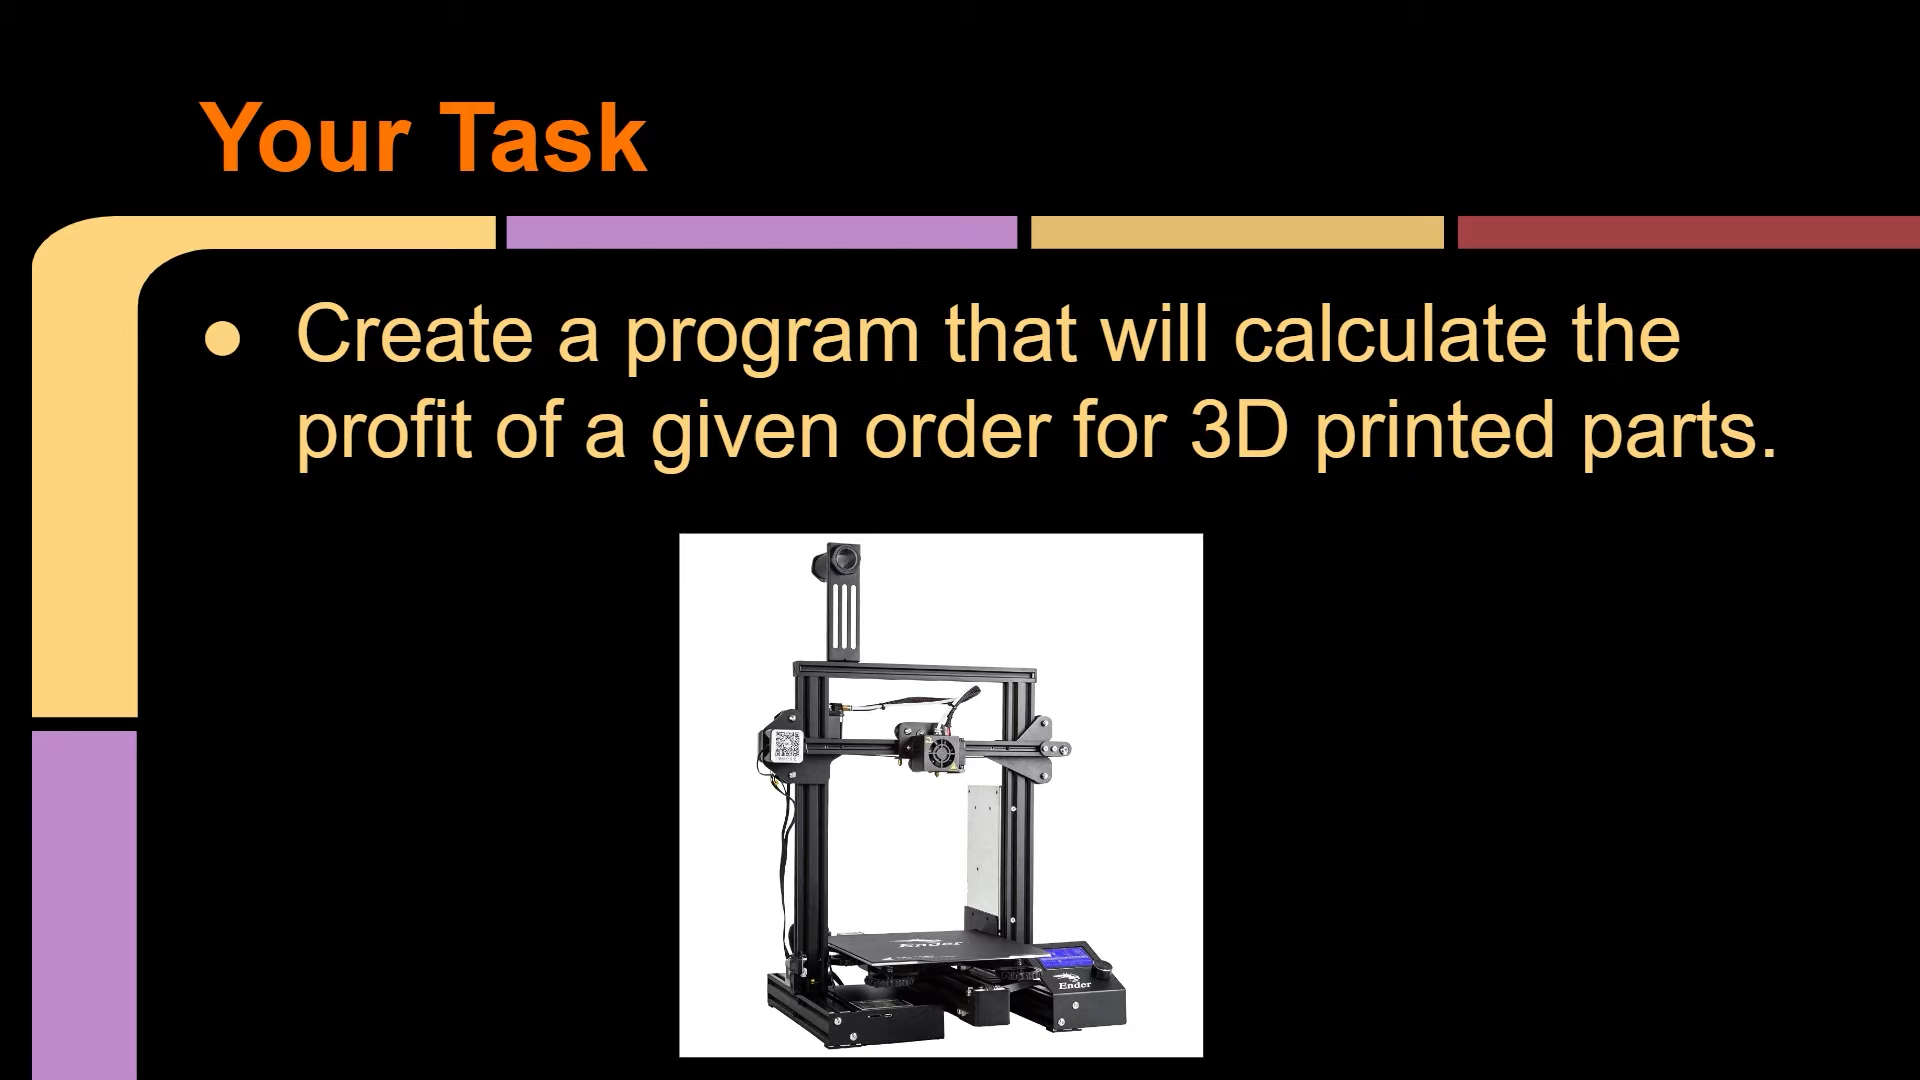 Your Task
Create a program that will calculate the
profit of a given order for 3D printed parts.
Ender
Ender